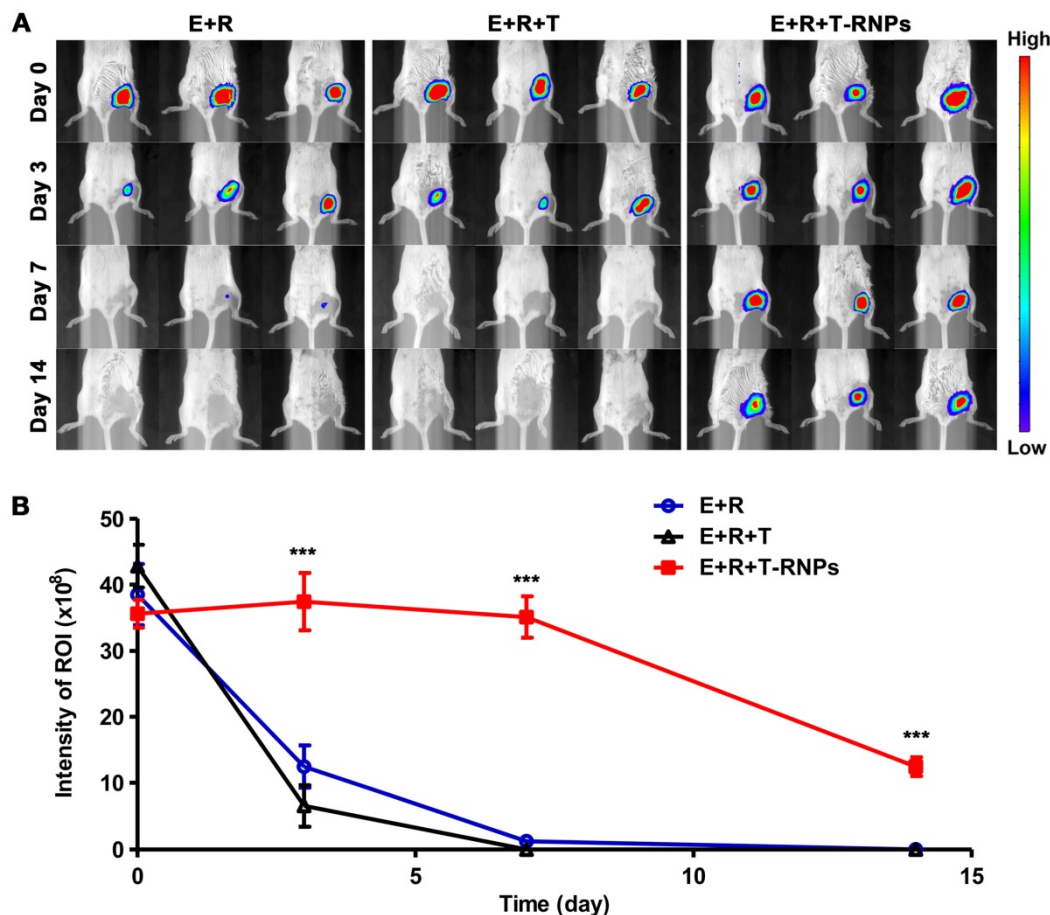 A
E+R
E+R+T
E+R+T-RNPs
High
Day 0
Day 3
Day 7
Day 14
Low
B
E+R
E+R+T
E+R+T-RNPs
Intensity of ROI (x10⁸)
50
40
30
20
10
0
***
***
***
0
5
10
15
Time (day)